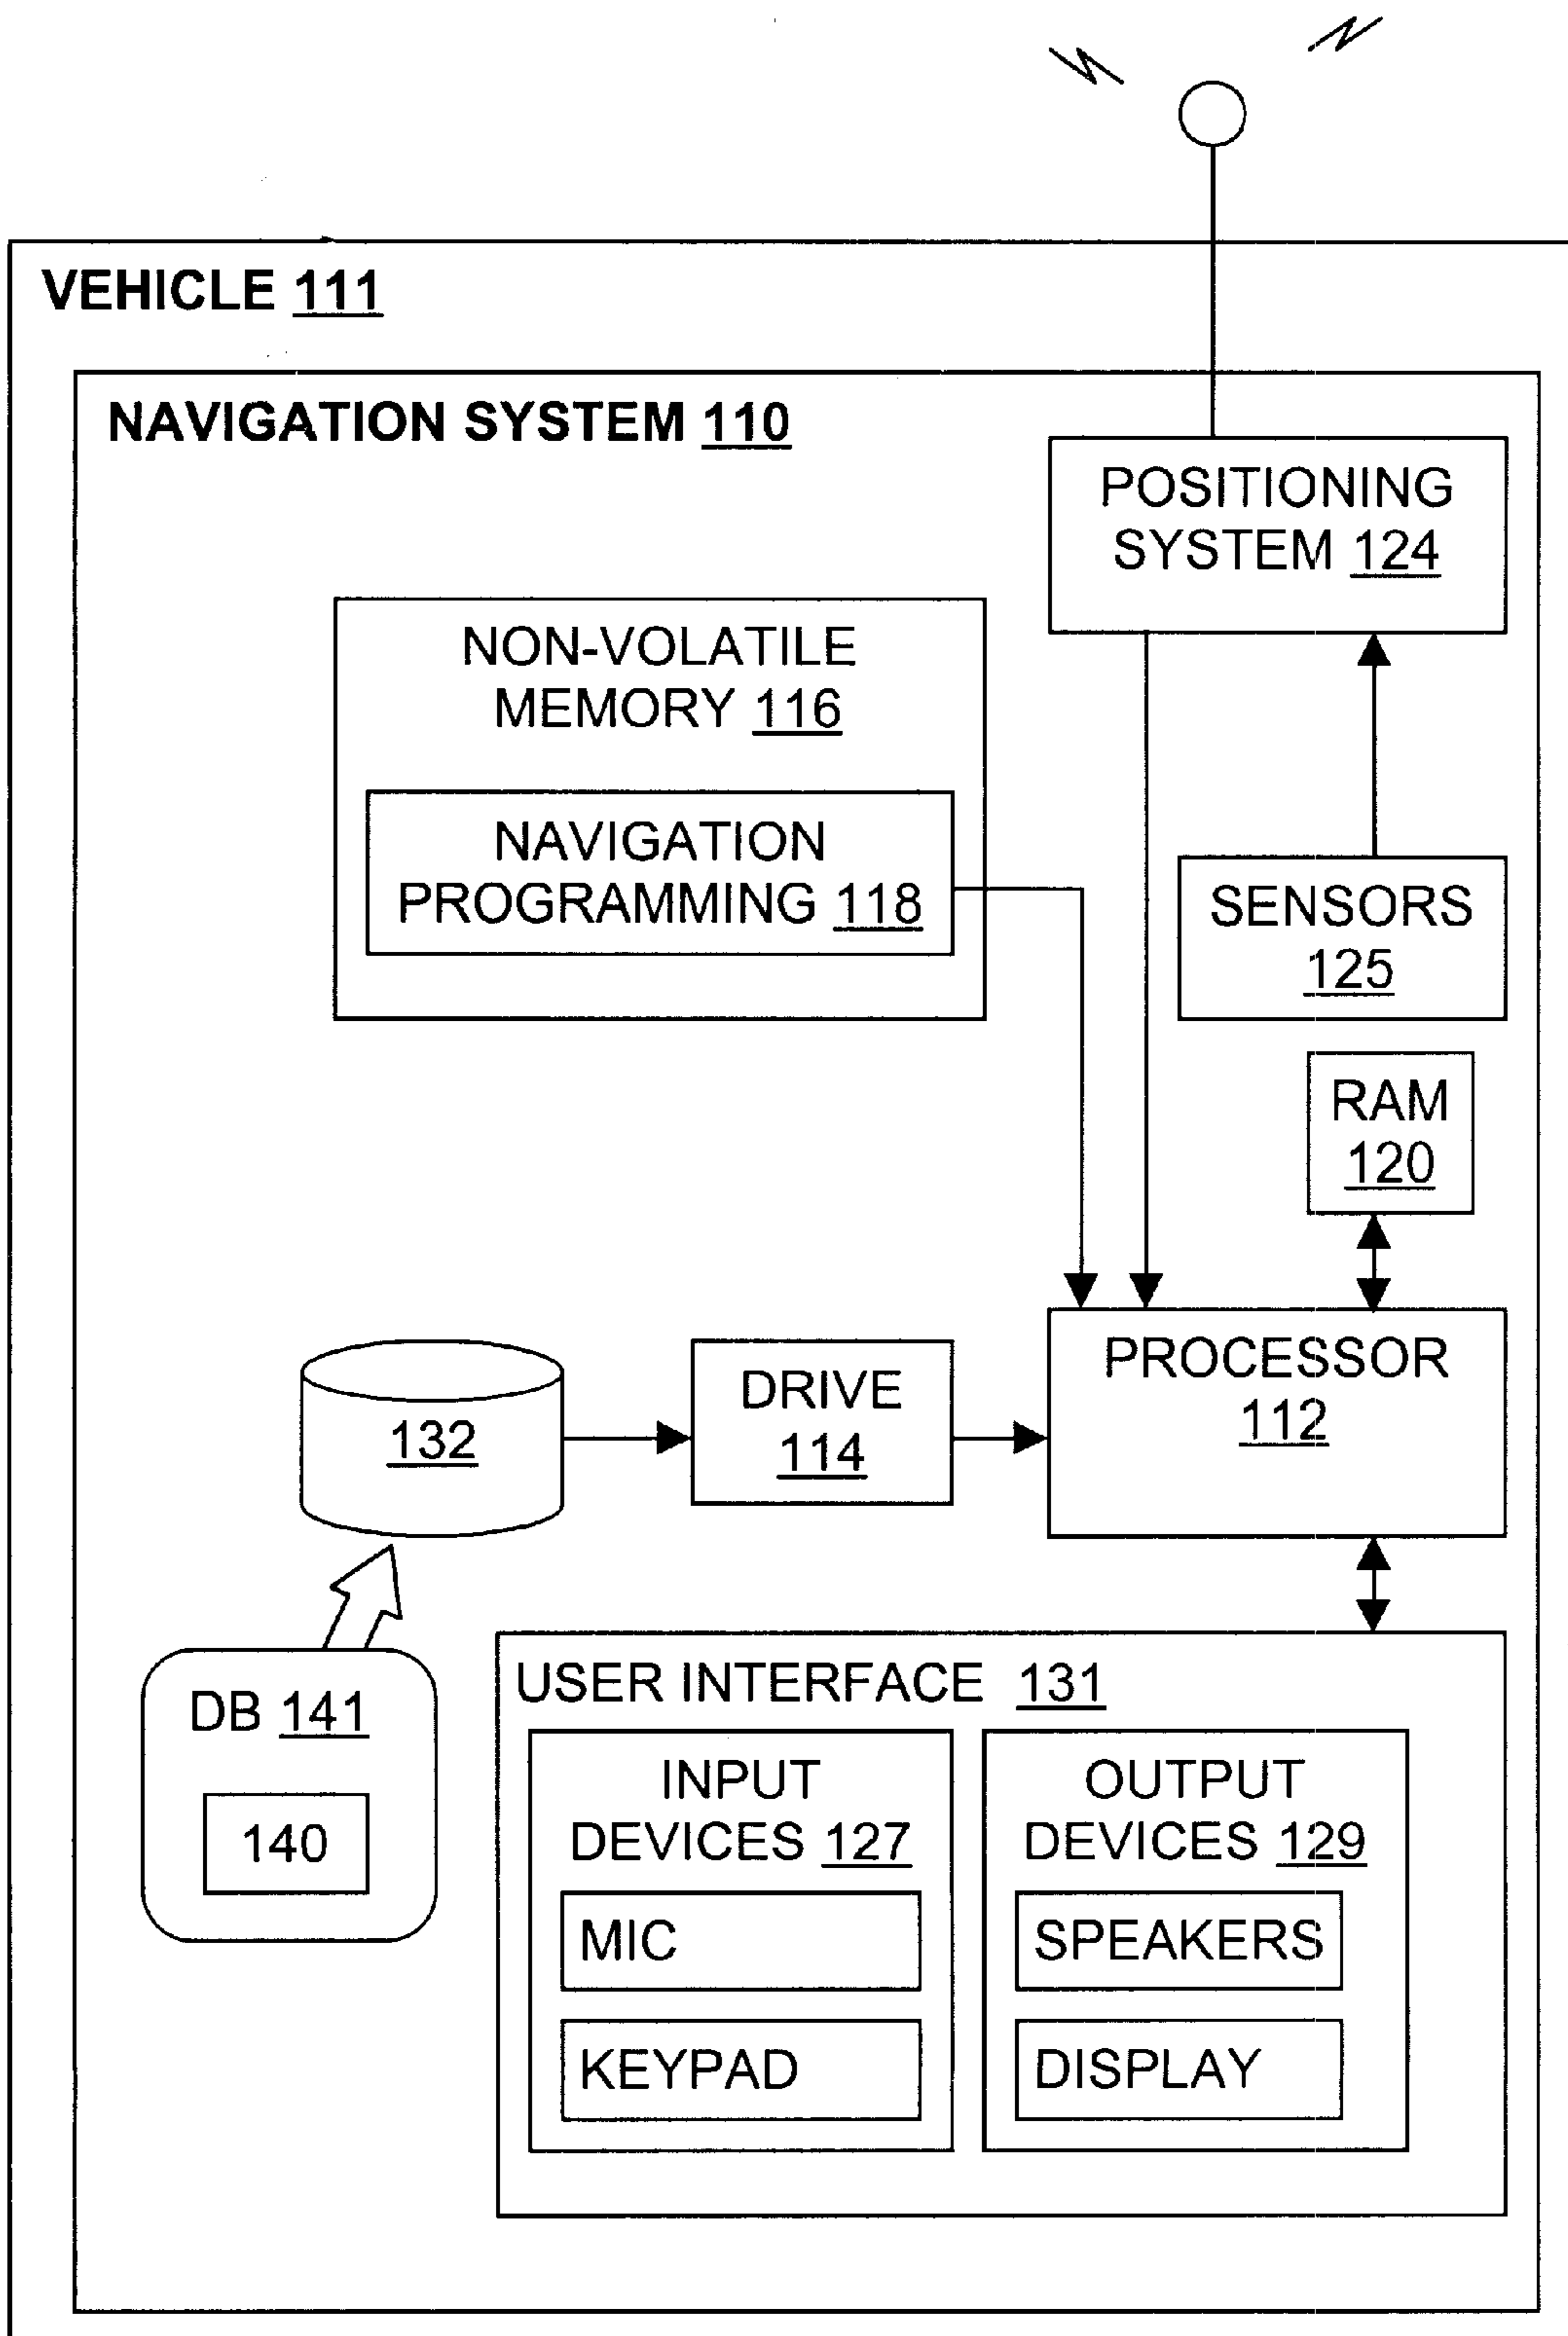 VEHICLE 111
NAVIGATION SYSTEM 110
POSITIONING
SYSTEM 124
NON-VOLATILE
MEMORY 116
NAVIGATION
PROGRAMMING 118
SENSORS
125
RAM
120
PROCESSOR
112
DRIVE
114
132
DB 141
140
USER INTERFACE 131
INPUT
DEVICES 127
MIC
KEYPAD
OUTPUT
DEVICES 129
SPEAKERS
DISPLAY